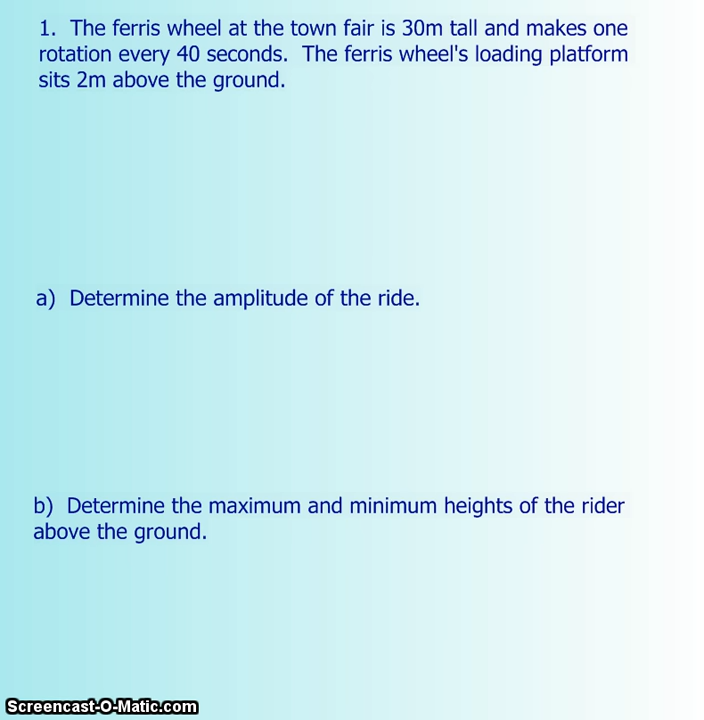 1. The ferris wheel at the town fair is 30m tall and makes one
rotation every 40 seconds. The ferris wheel's loading platform
sits 2m above the ground.
a) Determine the amplitude of the ride.
b) Determine the maximum and minimum heights of the rider
above the ground.
Screencast-O-Matic.com